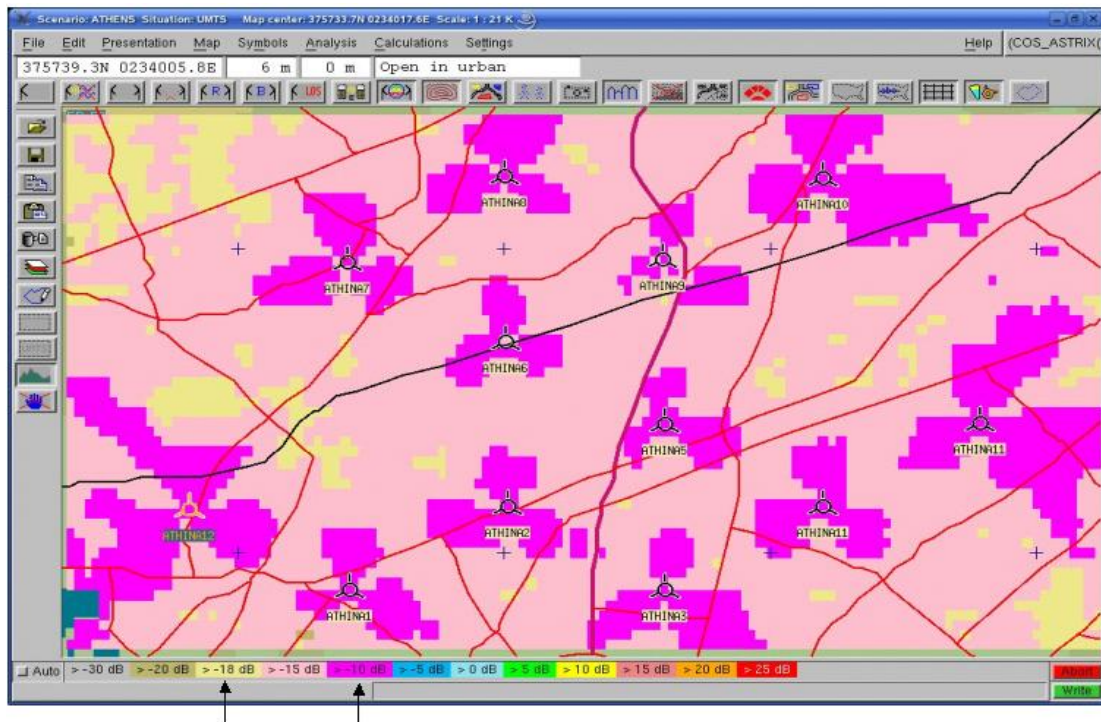 Scenario: ATHENS Situation: UMTS Map center: 375733.7N 0234017.6E Scale: 1 : 21 K
File Edit Presentation Map Symbols Analysis Calculations Settings Help (COS_ASTRIX(
375739.3N 0234005.8E 6 m 0 m Open in urban
R B LOS
UMTS
ATHINA8
ATHINA10
ATHINA7
ATHINA9
ATHINA6
ATHINA5
ATHINA11
ATHINA12
ATHINA2
ATHINA11
ATHINA1
ATHINA3
Auto >-30 dB >-20 dB >-18 dB >-15 dB >-10 dB >-5 dB >0 dB >5 dB >10 dB >15 dB >20 dB >25 dB Abort
Write